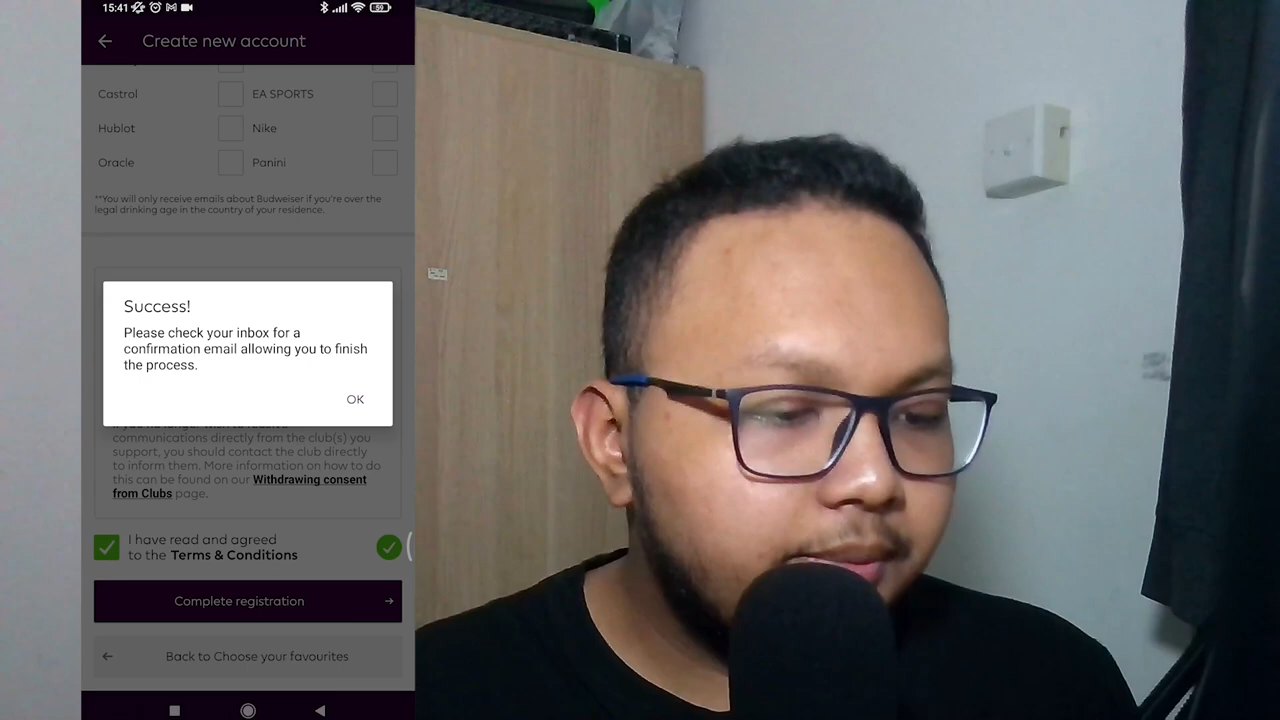 15:41
59
Create new account
Castrol
EA SPORTS
Hublot
Nike
Oracle
Panini
**You will only receive emails about Budweiser if you're over the
legal drinking age in the country of your residence.
Success!
Please check your inbox for a
confirmation email allowing you to finish
the process.
OK
communications directly from the club(s) you
support, you should contact the club directly
to inform them. More information on how to do
this can be found on our Withdrawing consent
from Clubs page.
I have read and agreed
to the Terms & Conditions
Complete registration
Back to Choose your favourites